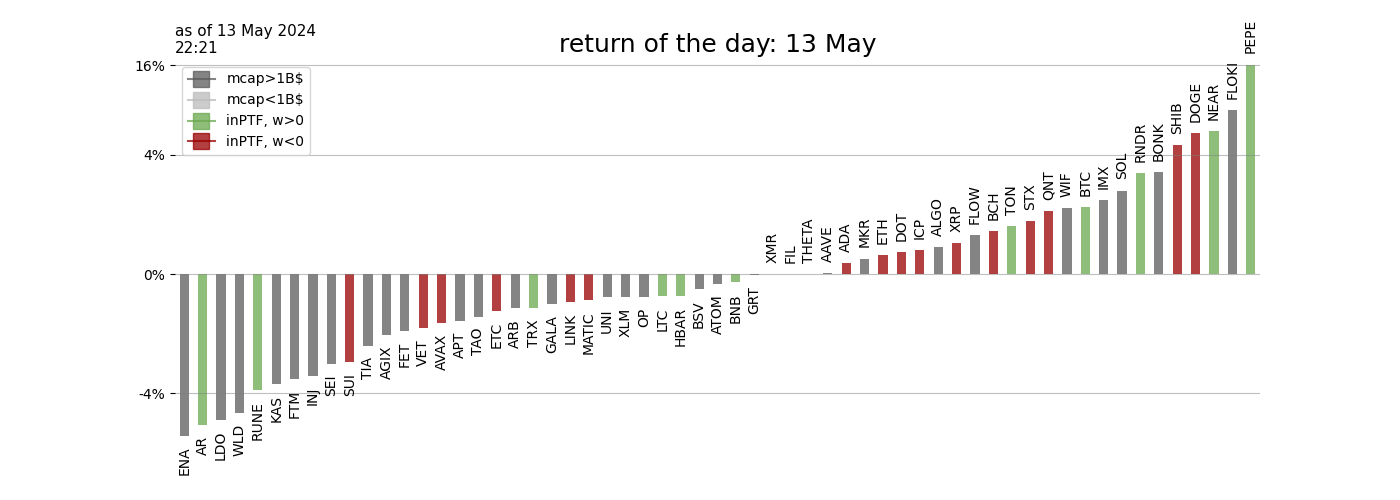 as of 13 May 2024
22:21
return of the day: 13 May
16%
4%
0%
-4%
mcap>1B$
mcap<1B$
inPTF, w>0
inPTF, w<0
ENA
AR
LDO
WLD
RUNE
KAS
FTM
INJ
SEI
SUI
TIA
AGIX
FET
VET
AVAX
APT
TAO
ETC
ARB
TRX
GALA
LINK
MATIC
UNI
XLM
OP
LTC
HBAR
BSV
ATOM
BNB
GRT
XMR
FIL
THETA
AAVE
ADA
MKR
ETH
DOT
ICP
ALGO
XRP
FLOW
BCH
TON
STX
QNT
WIF
BTC
IMX
SOL
RNDR
BONK
SHIB
DOGE
NEAR
FLOKI
PEPE